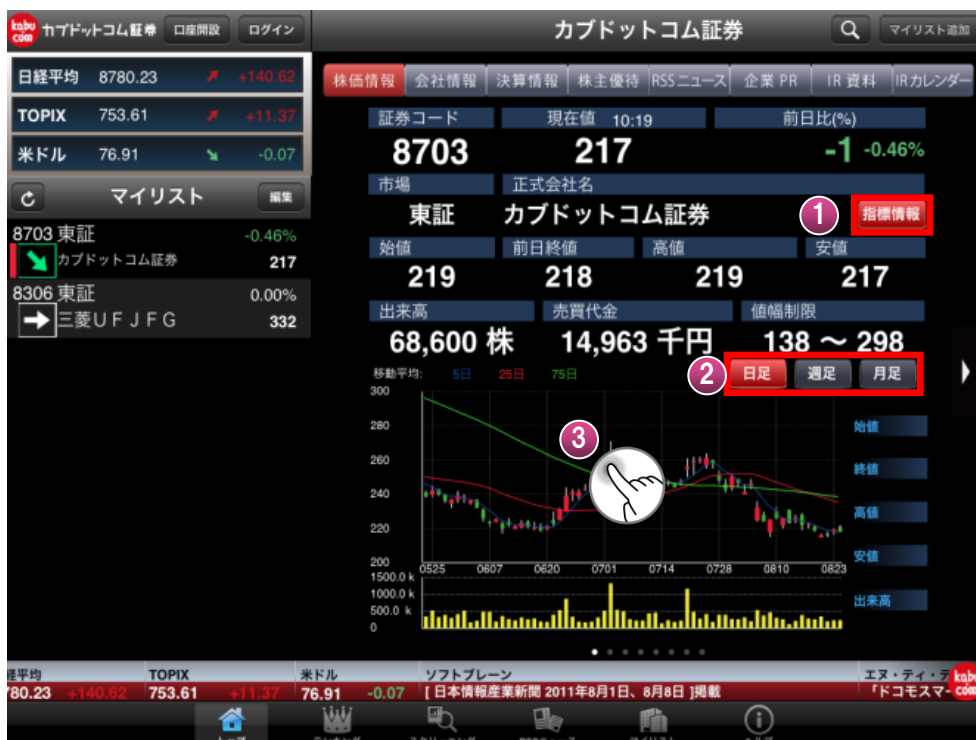 kabu.com カブドットコム証券 口座開設 ログイン
カブドットコム証券 マイリスト追加
日経平均 8780.23 +140.62
TOPIX 753.61 +11.37
米ドル 76.91 -0.07
マイリスト 編集
8703 東証 -0.46%
カブドットコム証券 217
8306 東証 0.00%
三菱ＵＦＪＦＧ 332
株価情報 会社情報 決算情報 株主優待 RSSニュース 企業 PR IR 資料 IRカレンダー
証券コード 現在値 10:19 前日比(%)
8703 217 -1 -0.46%
市場 正式会社名
東証 カブドットコム証券 1 指標情報
始値 前日終値 高値 安値
219 218 219 217
出来高 売買代金 値幅制限
68,600 株 14,963 千円 138 ～ 298
2 日足 週足 月足
移動平均: 5日 25日 75日
300
280
260
240
220
200
3
始値
終値
高値
安値
出来高
0525 0607 0620 0701 0714 0728 0810 0823
1500.0 k
1000.0 k
500.0 k
0
経平均 TOPIX 米ドル ソフトブレーン エヌ・ティ・テ
780.23 +140.62 753.61 +11.37 76.91 -0.07 [ 日本情報産業新聞 2011年8月1日、8月8日 ]掲載 「ドコモスマー
kabu.com